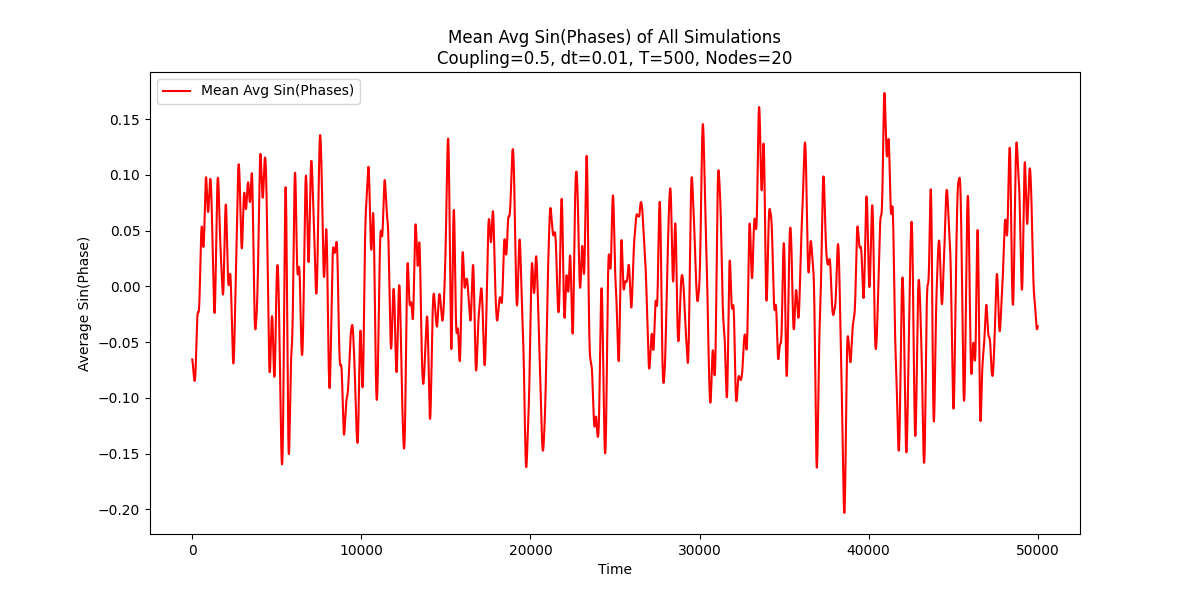 Mean Avg Sin(Phases) of All Simulations
Coupling=0.5, dt=0.01, T=500, Nodes=20
Mean Avg Sin(Phases)
Average Sin(Phase)
0.15
0.10
0.05
0.00
−0.05
−0.10
−0.15
−0.20
0 10000 20000 30000 40000 50000
Time